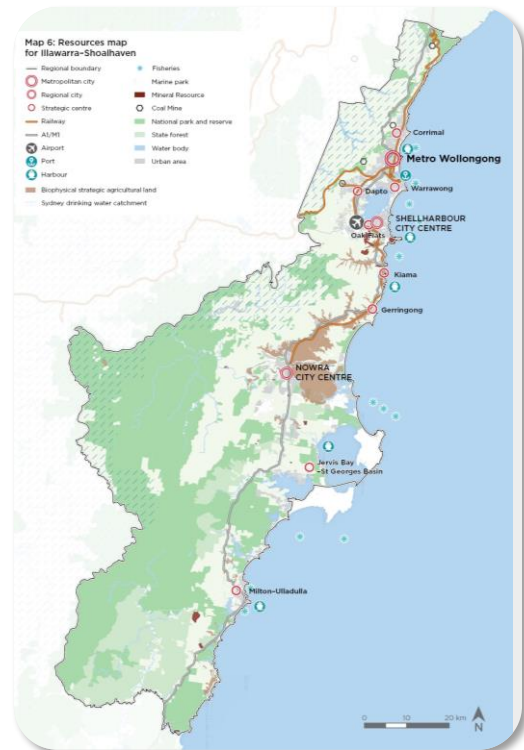 Map 6: Resources map
for Illawarra–Shoalhaven
Regional boundary
Metropolitan city
Regional city
Strategic centre
Railway
A1/M1
Airport
Port
Harbour
Biophysical strategic agricultural land
Sydney drinking water catchment
Fisheries
Marine park
Mineral Resource
Coal Mine
National park and reserve
State forest
Water body
Urban area
Corrimal
Metro Wollongong
Dapto
Warrawong
SHELLHARBOUR
CITY CENTRE
Oak Flats
Kiama
Gerringong
NOWRA
CITY CENTRE
Jervis Bay
–St Georges Basin
Milton–Ulladulla
0
10
20 km
N